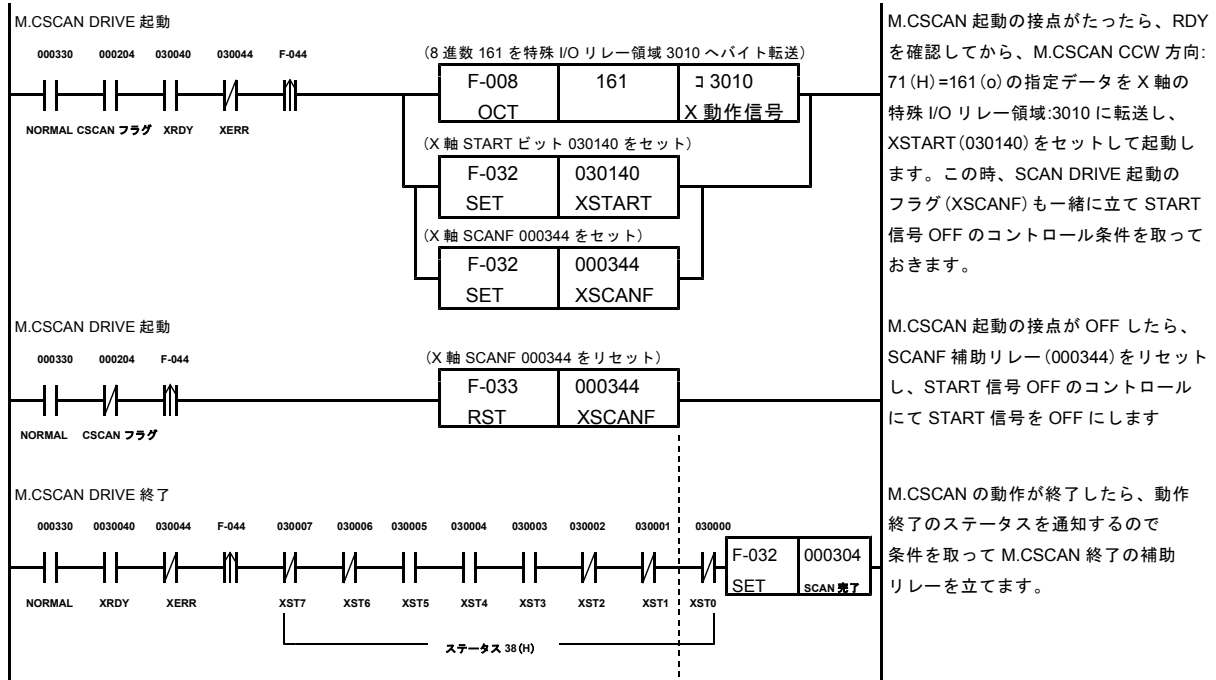 M.CSCAN DRIVE 起動
000330 000204 030040 030044 F-044
NORMAL CSCAN フラグ XRDY XERR
（8 進数 161 を特殊 I/O リレー領域 3010 へバイト転送）
F-008 161 ｺ 3010
OCT X 動作信号
（X 軸 START ビット 030140 をセット）
F-032 030140
SET XSTART
（X 軸 SCANF 000344 をセット）
F-032 000344
SET XSCANF
M.CSCAN 起動の接点がたったら、RDY
を確認してから、M.CSCAN CCW 方向:
71(H)=161(o)の指定データを X 軸の
特殊 I/O リレー領域:3010 に転送し、
XSTART(030140)をセットして起動し
ます。この時、SCAN DRIVE 起動の
フラグ(XSCANF)も一緒に立て START
信号 OFF のコントロール条件を取って
おきます。
M.CSCAN DRIVE 起動
000330 000204 F-044
NORMAL CSCAN フラグ
（X 軸 SCANF 000344 をリセット）
F-033 000344
RST XSCANF
M.CSCAN 起動の接点が OFF したら、
SCANF 補助リレー(000344)をリセット
し、START 信号 OFF のコントロール
にて START 信号を OFF にします
M.CSCAN DRIVE 終了
000330 0030040 030044 F-044 030007 030006 030005 030004 030003 030002 030001 030000
NORMAL XRDY XERR XST7 XST6 XST5 XST4 XST3 XST2 XST1 XST0
F-032 000304
SET SCAN 完了
ステータス 38(H)
M.CSCAN の動作が終了したら、動作
終了のステータスを通知するので
条件を取って M.CSCAN 終了の補助
リレーを立てます。